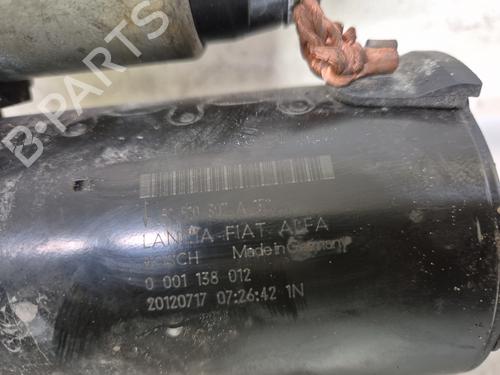 B-PARTS
LANCIA-FIAT ALFA
BOSCH Made in Germany
0 001 138 012
20120717 07:26:42 1N